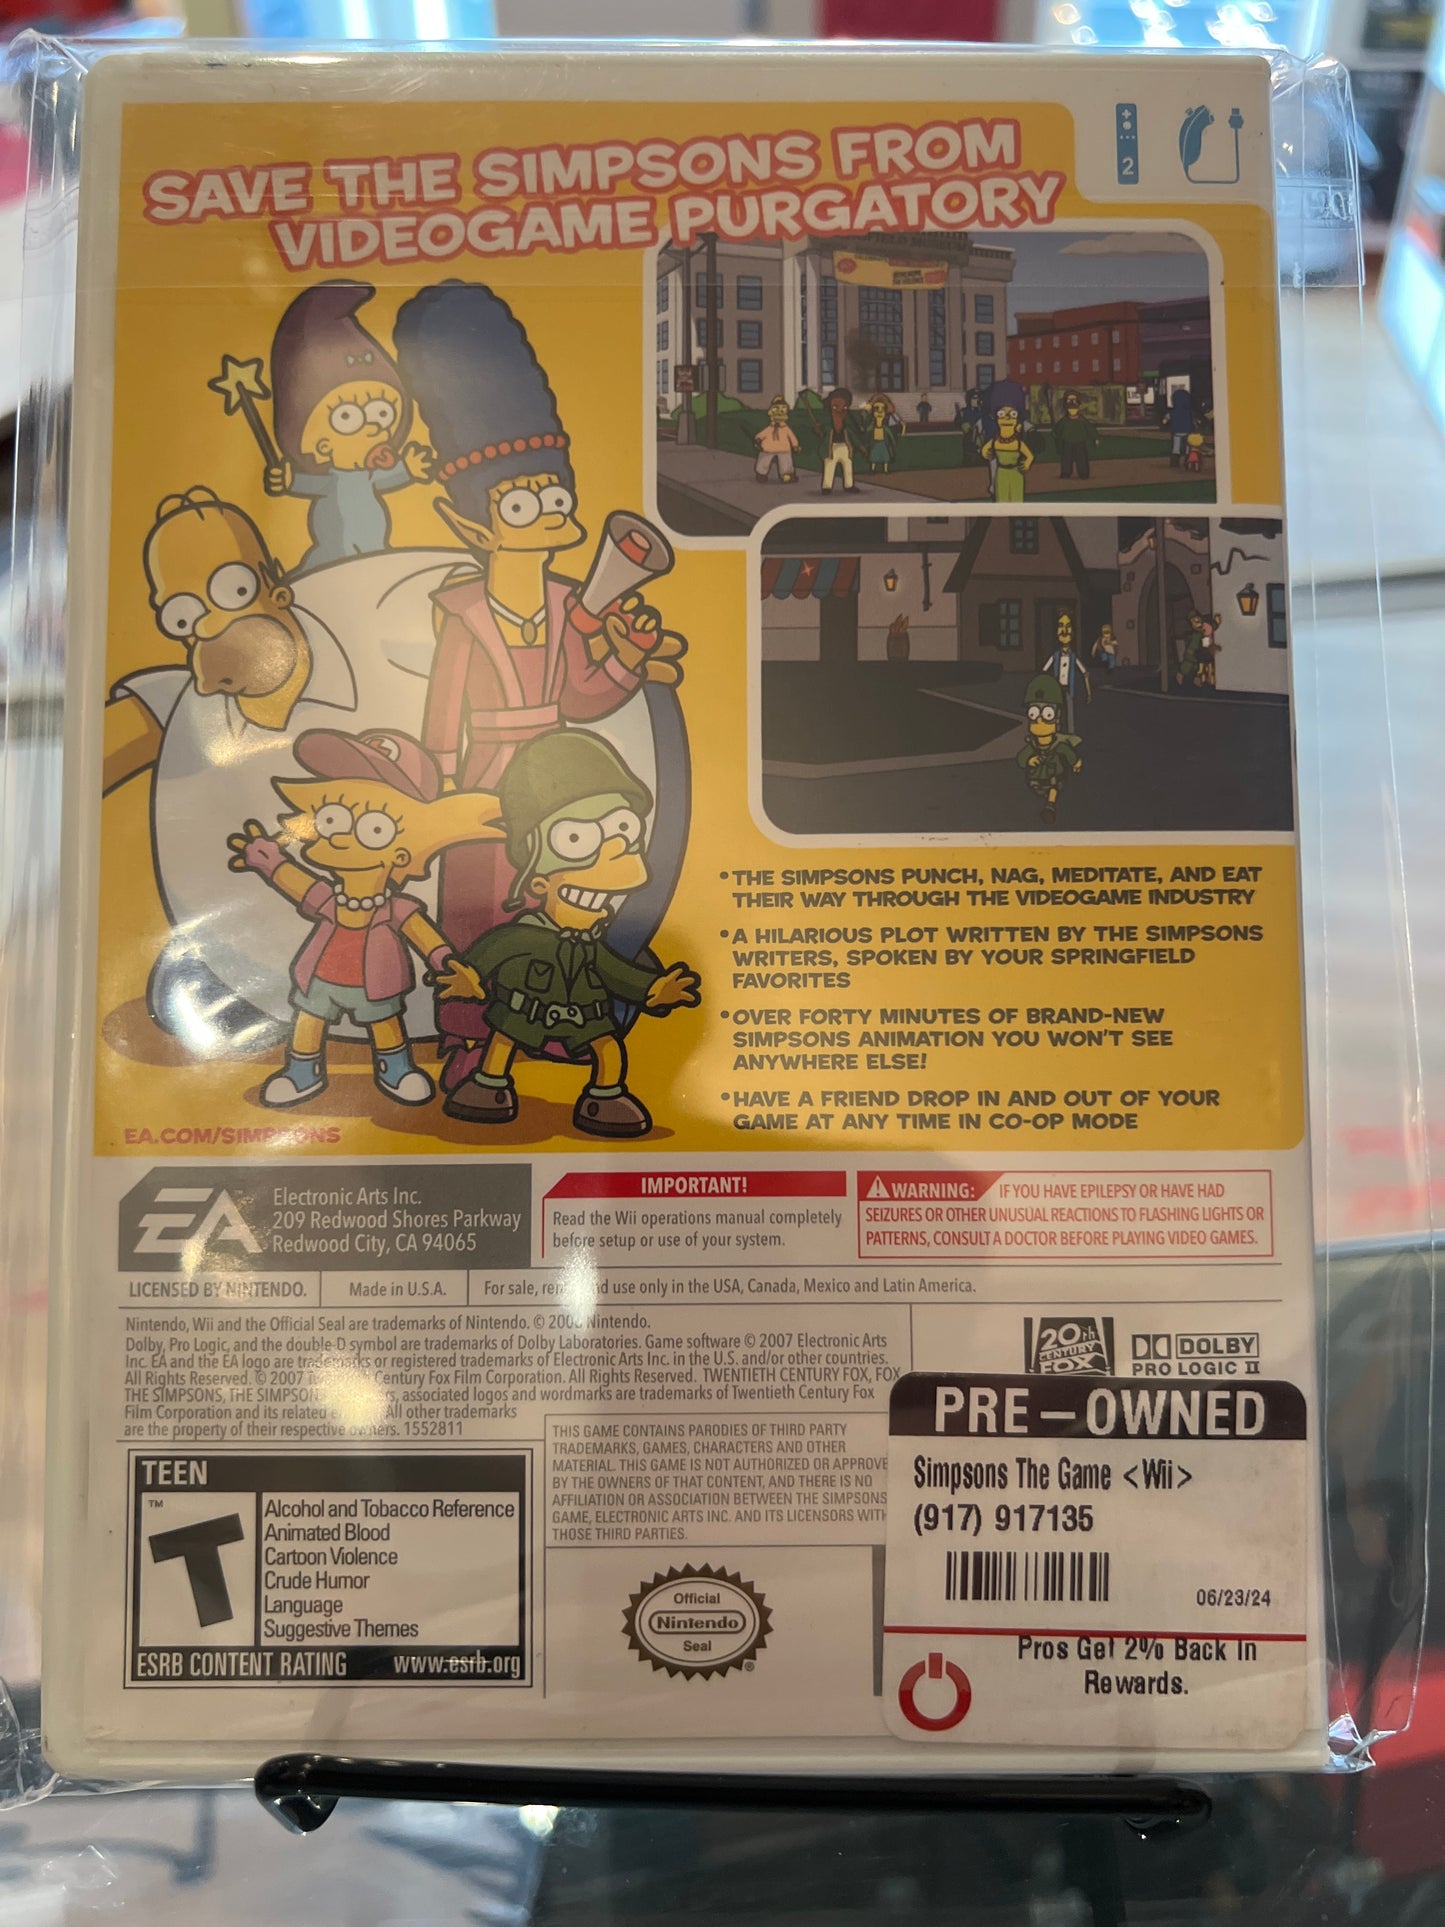 2
SAVE THE SIMPSONS FROM
VIDEOGAME PURGATORY
•THE SIMPSONS PUNCH, NAG, MEDITATE, AND EAT
THEIR WAY THROUGH THE VIDEOGAME INDUSTRY
•A HILARIOUS PLOT WRITTEN BY THE SIMPSONS
WRITERS, SPOKEN BY YOUR SPRINGFIELD
FAVORITES
•OVER FORTY MINUTES OF BRAND-NEW
SIMPSONS ANIMATION YOU WON'T SEE
ANYWHERE ELSE!
•HAVE A FRIEND DROP IN AND OUT OF YOUR
GAME AT ANY TIME IN CO-OP MODE
EA.COM/SIMPSONS
EA
Electronic Arts Inc.
209 Redwood Shores Parkway
Redwood City, CA 94065
IMPORTANT!
Read the Wii operations manual completely
before setup or use of your system.
WARNING: IF YOU HAVE EPILEPSY OR HAVE HAD
SEIZURES OR OTHER UNUSUAL REACTIONS TO FLASHING LIGHTS OR
PATTERNS, CONSULT A DOCTOR BEFORE PLAYING VIDEO GAMES.
LICENSED BY NINTENDO.
Made in U.S.A.
For sale, and use only in the USA, Canada, Mexico and Latin America.
Nintendo, Wii and the Official Seal are trademarks of Nintendo. © Nintendo.
Dolby, Pro Logic, and the double-D symbol are trademarks of Dolby Laboratories. Game software © 2007 Electronic Arts
Inc. EA and the EA logo are trademarks or registered trademarks of Electronic Arts Inc. in the U.S. and/or other countries.
All Rights Reserved. © 2007 Century Fox Film Corporation. All Rights Reserved. TWENTIETH CENTURY FOX, FOX,
THE SIMPSONS, THE SIMPSONS associated logos and wordmarks are trademarks of Twentieth Century Fox
Film Corporation and its related All other trademarks
are the property of their respective owners. 1552811
20th
CENTURY
FOX
DOLBY
PRO LOGIC II
TEEN
T
TM
Alcohol and Tobacco Reference
Animated Blood
Cartoon Violence
Crude Humor
Language
Suggestive Themes
ESRB CONTENT RATING www.esrb.org
THIS GAME CONTAINS PARODIES OF THIRD PARTY
TRADEMARKS, GAMES, CHARACTERS AND OTHER
MATERIAL. THIS GAME IS NOT AUTHORIZED OR APPROVE
BY THE OWNERS OF THAT CONTENT, AND THERE IS NO
AFFILIATION OR ASSOCIATION BETWEEN THE SIMPSONS
GAME, ELECTRONIC ARTS INC. AND ITS LICENSORS WITH
THOSE THIRD PARTIES.
Official
Nintendo
Seal
®
PRE-OWNED
Simpsons The Game <Wii>
(917) 917135
06/23/24
Pros Get 2% Back In
Rewards.